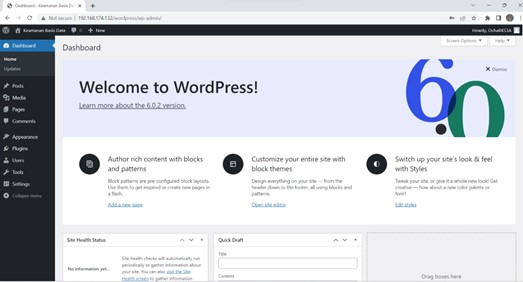 Dashboard ‹ Keamanan Basis Data
Not secure | 192.168.174.132/wordpress/wp-admin/
Keamanan Basis Data 0 + New
Howdy,
Dashboard
Home
Updates
Posts
Media
Pages
Comments
Appearance
Plugins
Users
Tools
Settings
Collapse menu
Screen Options
Help
Dashboard
Dismiss
Welcome to WordPress!
Learn more about the 6.0.2 version.
6.0
Author rich content with blocks
and patterns
Block patterns are pre-configured block layouts.
Use them to get inspired or create new pages in
a flash.
Add a new page
Customize your entire site with
block themes
Design everything on your site — from the
header down to the footer, all using blocks and
patterns.
Open site editor
Switch up your site's look & feel
with Styles
Tweak your site, or give it a whole new look! Get
creative — how about a new color palette or
font?
Edit styles
Site Health Status
No information yet...
Site health checks will automatically run
periodically to gather information about
your site. You can also visit the Site
Health screen to gather information
Quick Draft
Title
Content
Drag boxes here